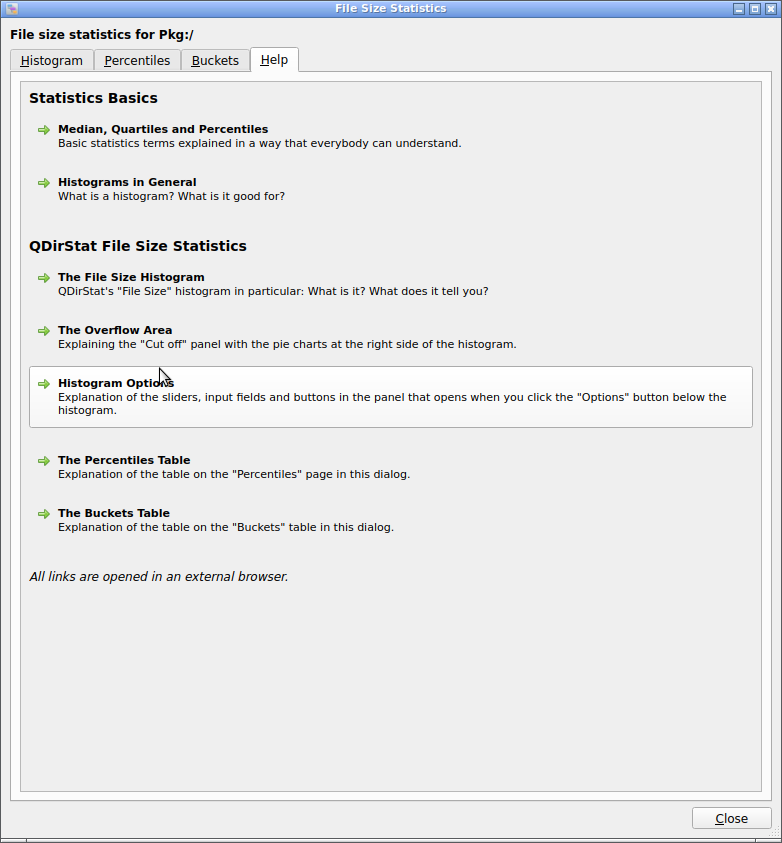 File Size Statistics
File size statistics for Pkg:/
Histogram
Percentiles
Buckets
Help
Statistics Basics
Median, Quartiles and Percentiles
Basic statistics terms explained in a way that everybody can understand.
Histograms in General
What is a histogram? What is it good for?
QDirStat File Size Statistics
The File Size Histogram
QDirStat's "File Size" histogram in particular: What is it? What does it tell you?
The Overflow Area
Explaining the "Cut off" panel with the pie charts at the right side of the histogram.
Histogram Options
Explanation of the sliders, input fields and buttons in the panel that opens when you click the "Options" button below the
histogram.
The Percentiles Table
Explanation of the table on the "Percentiles" page in this dialog.
The Buckets Table
Explanation of the table on the "Buckets" table in this dialog.
All links are opened in an external browser.
Close